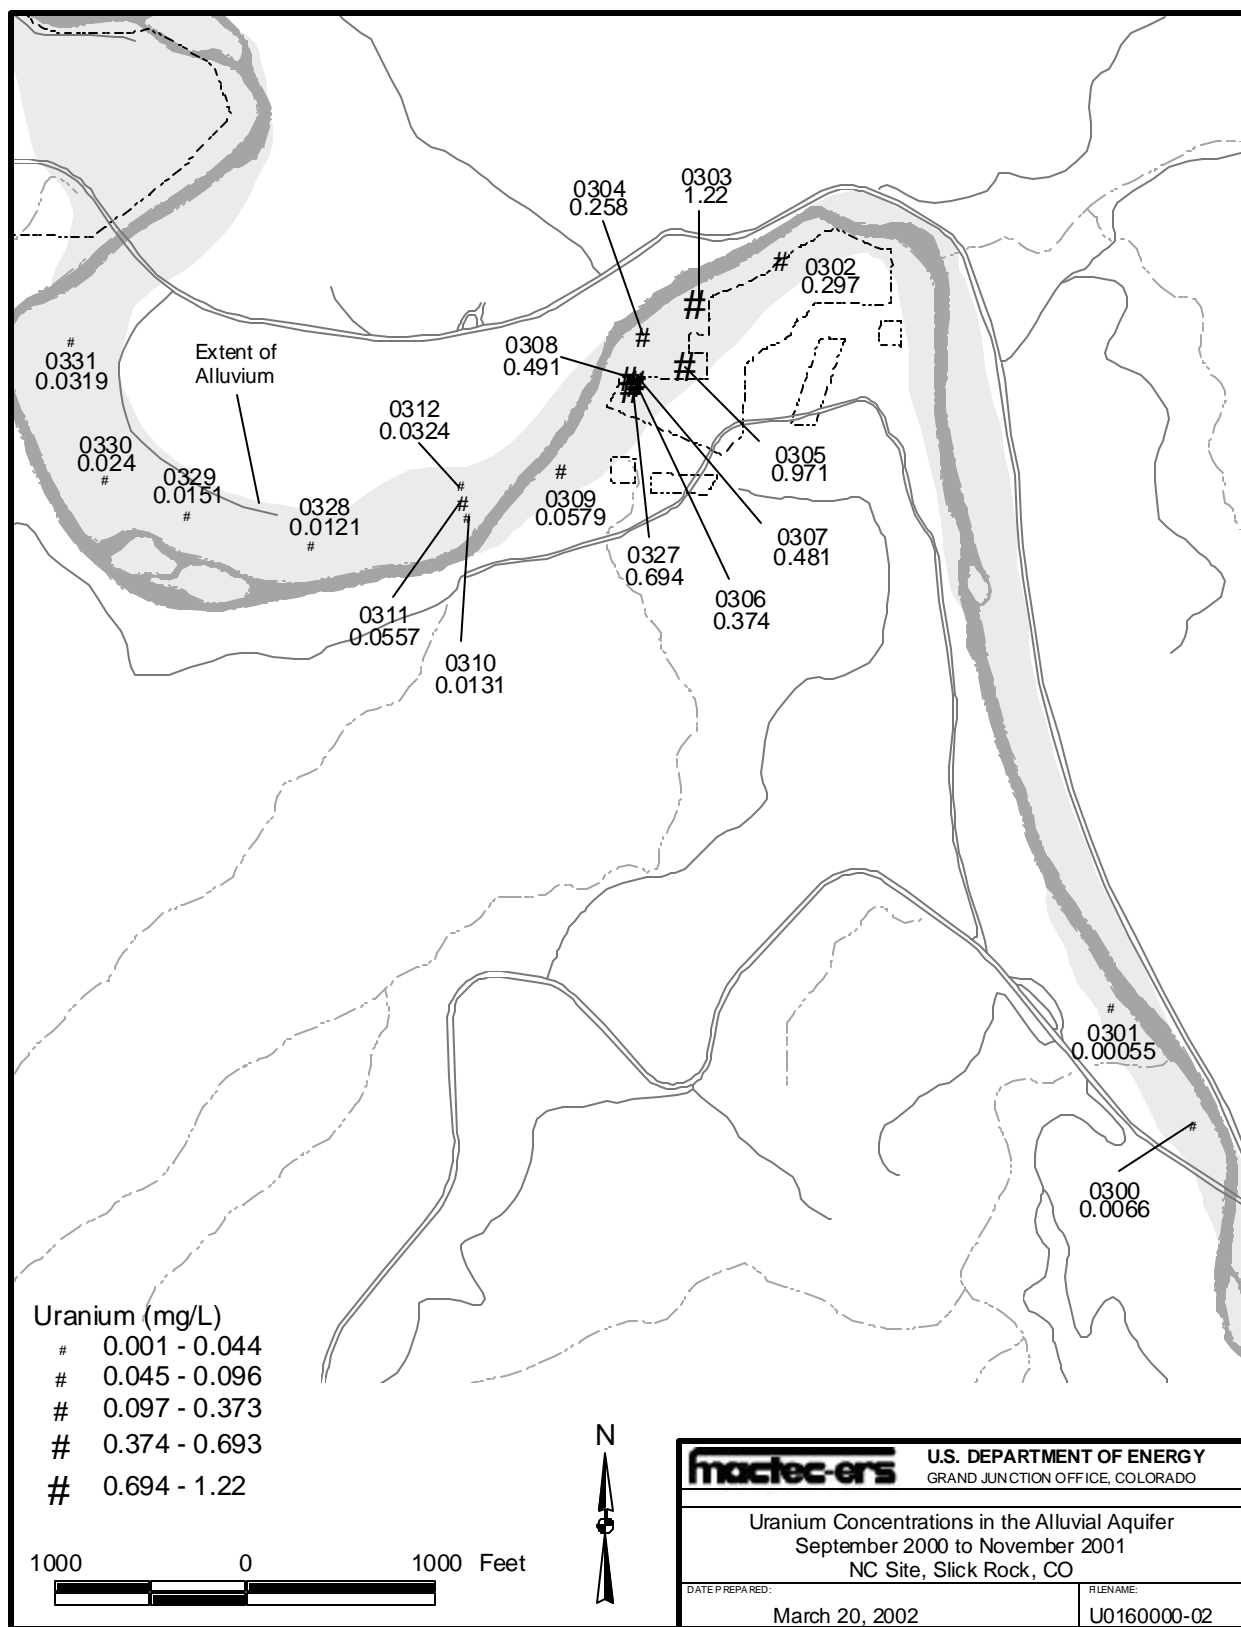 0304
0.258
0303
1.22
0302
0.297
0308
0.491
0331
0.0319
Extent of
Alluvium
0312
0.0324
0330
0.024
0329
0.0151
0328
0.0121
0309
0.0579
0305
0.971
0307
0.481
0327
0.694
0306
0.374
0311
0.0557
0310
0.0131
0301
0.00055
0300
0.0066
Uranium (mg/L)
# 0.001 - 0.044
# 0.045 - 0.096
# 0.097 - 0.373
# 0.374 - 0.693
# 0.694 - 1.22
1000 0 1000 Feet
N
mactec-ers
U.S. DEPARTMENT OF ENERGY
GRAND JUNCTION OFFICE, COLORADO
Uranium Concentrations in the Alluvial Aquifer
September 2000 to November 2001
NC Site, Slick Rock, CO
DATE PREPARED:
March 20, 2002
FILENAME:
U0160000-02